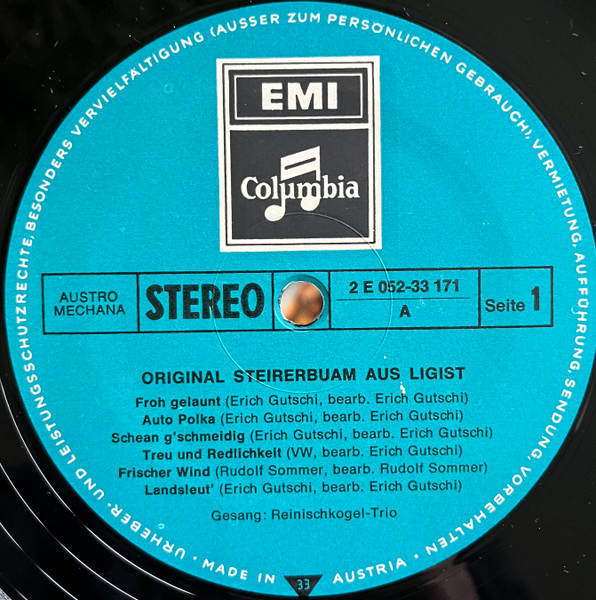 URHEBER- UND LEISTUNGSSCHUTZRECHTE, BESONDERS VERVIELFÄLTIGUNG (AUSSER ZUM PERSÖNLICHEN GEBRAUCH), VERMIETUNG, AUFFÜHRUNG, SENDUNG, VORBEHALTEN •
EMI
Columbia
AUSTRO
MECHANA
STEREO
2 E 052-33 171
A
Seite 1
ORIGINAL STEIRERBUAM AUS LIGIST
Froh gelaunt (Erich Gutschi, bearb. Erich Gutschi)
Auto Polka (Erich Gutschi, bearb. Erich Gutschi)
Schean g'schmeidig (Erich Gutschi, bearb. Erich Gutschi)
Treu und Redlichkeit (VW, bearb. Erich Gutschi)
Frischer Wind (Rudolf Sommer, bearb. Rudolf Sommer)
Landsleut' (Erich Gutschi, bearb. Erich Gutschi)
Gesang: Reinischkogel-Trio
• MADE IN AUSTRIA •
33